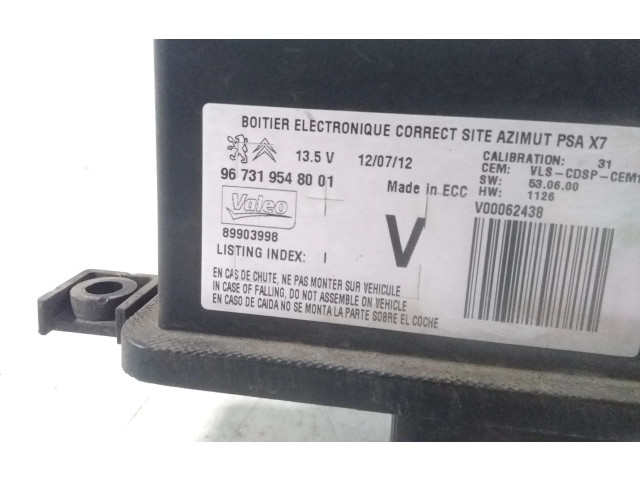 BOITIER ELECTRONIQUE CORRECT SITE AZIMUT PSA X7
13.5 V 12/07/12
CALIBRATION: 31
CEM: VLS-CDSP-CEM1
SW: 53.06.00
HW: 1126
96 731 954 80 01
Made in ECC
V00062438
Valeo
89903998
V
LISTING INDEX: I
EN CAS DE CHUTE, NE PAS MONTER SUR VEHICULE
IN CASE OF FALLING, DO NOT ASSEMBLE ON VEHICLE
EN CASO DE CAIDA NO SE MONTA LA PARTE SOBRE EL COCHE